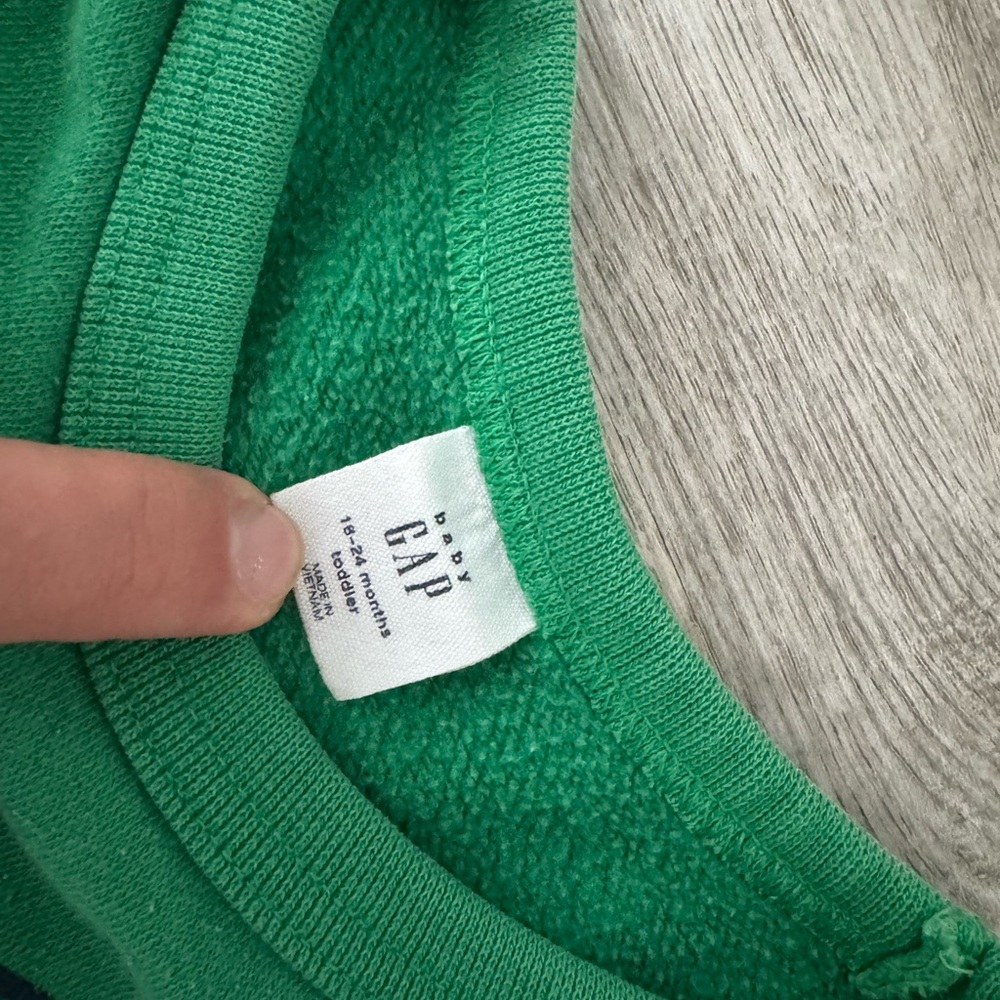 baby
GAP
18-24 months
toddler
MADE IN
VIETNAM